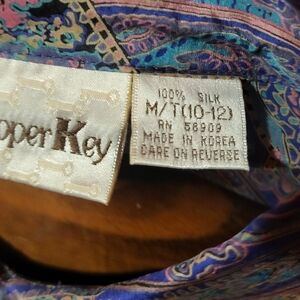 pper Key
100% SILK
M/T(10-12)
RN 58909
MADE IN KOREA
CARE ON REVERSE